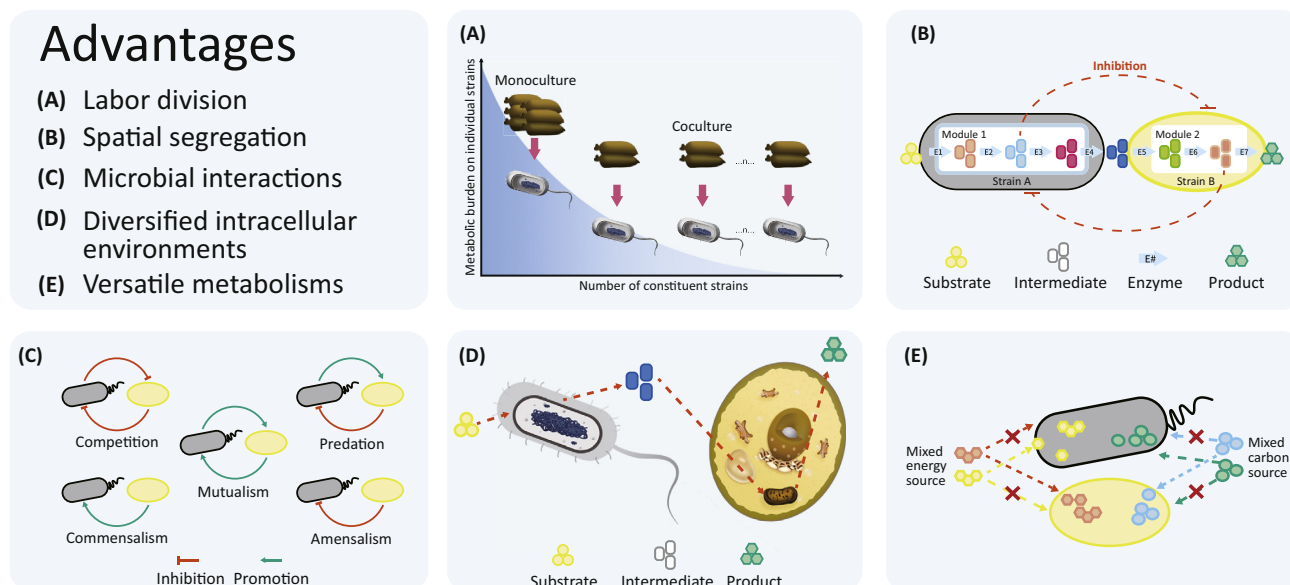 Advantages
(A) Labor division
(B) Spatial segregation
(C) Microbial interactions
(D) Diversified intracellular
environments
(E) Versatile metabolisms
(A)
Metabolic burden on individual strains
Monoculture
Coculture
...n...
...n...
Number of constituent strains
(B)
Inhibition
Module 1
E1 E2 E3 E4
Strain A
Module 2
E5 E6 E7
Strain B
E#
Substrate Intermediate Enzyme Product
(C)
Competition
Predation
Mutualism
Commensalism
Amensalism
Inhibition Promotion
(D)
Substrate Intermediate Product
(E)
Mixed
energy
source
Mixed
carbon
source